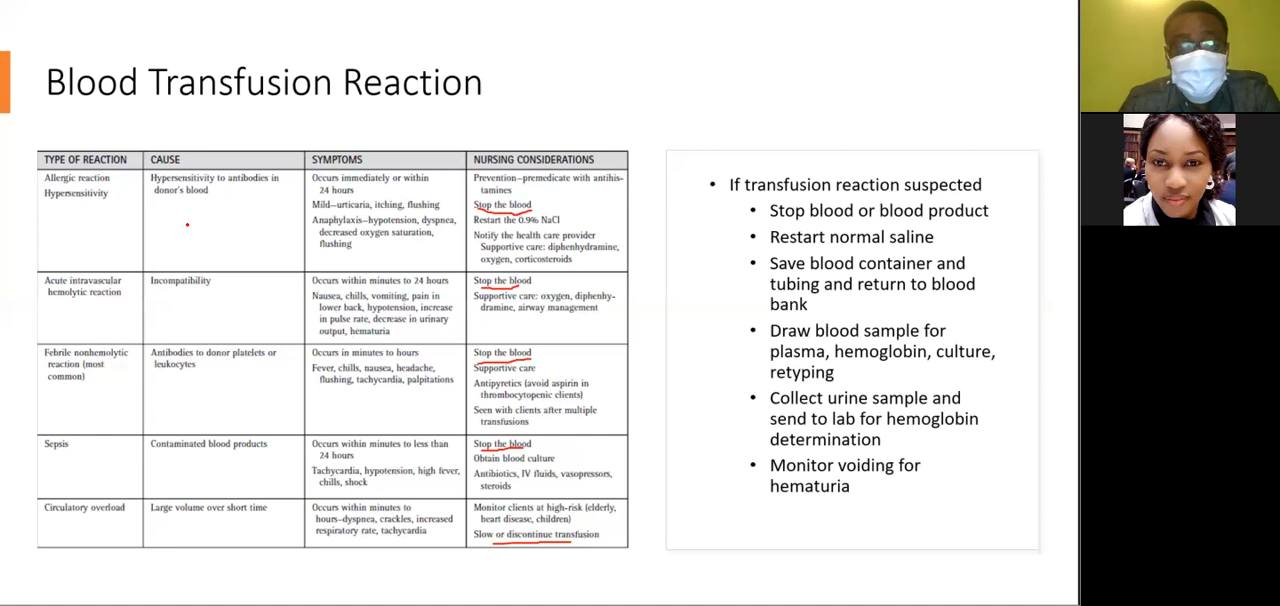 Blood Transfusion Reaction
TYPE OF REACTION
CAUSE
SYMPTOMS
NURSING CONSIDERATIONS
Allergic reaction
Hypersensitivity
Hypersensitivity to antibodies in
donor's blood
Occurs immediately or within
24 hours
Mild–urticaria, itching, flushing
Anaphylaxis–hypotension, dyspnea,
decreased oxygen saturation,
flushing
Prevention–premedicate with antihis-
tamines
Stop the blood
Restart the 0.9% NaCl
Notify the health care provider
Supportive care: diphenhydramine,
oxygen, corticosteroids
Acute intravascular
hemolytic reaction
Incompatibility
Occurs within minutes to 24 hours
Nausea, chills, vomiting, pain in
lower back, hypotension, increase
in pulse rate, decrease in urinary
output, hematuria
Stop the blood
Supportive care: oxygen, diphenhy-
dramine, airway management
Febrile nonhemolytic
reaction (most
common)
Antibodies to donor platelets or
leukocytes
Occurs in minutes to hours
Fever, chills, nausea, headache,
flushing, tachycardia, palpitations
Stop the blood
Supportive care
Antipyretics (avoid aspirin in
thrombocytopenic clients)
Seen with clients after multiple
transfusions
Sepsis
Contaminated blood products
Occurs within minutes to less than
24 hours
Tachycardia, hypotension, high fever,
chills, shock
Stop the blood
Obtain blood culture
Antibiotics, IV fluids, vasopressors,
steroids
Circulatory overload
Large volume over short time
Occurs within minutes to
hours–dyspnea, crackles, increased
respiratory rate, tachycardia
Monitor clients at high-risk (elderly,
heart disease, children)
Slow or discontinue transfusion
• If transfusion reaction suspected
• Stop blood or blood product
• Restart normal saline
• Save blood container and
tubing and return to blood
bank
• Draw blood sample for
plasma, hemoglobin, culture,
retyping
• Collect urine sample and
send to lab for hemoglobin
determination
• Monitor voiding for
hematuria